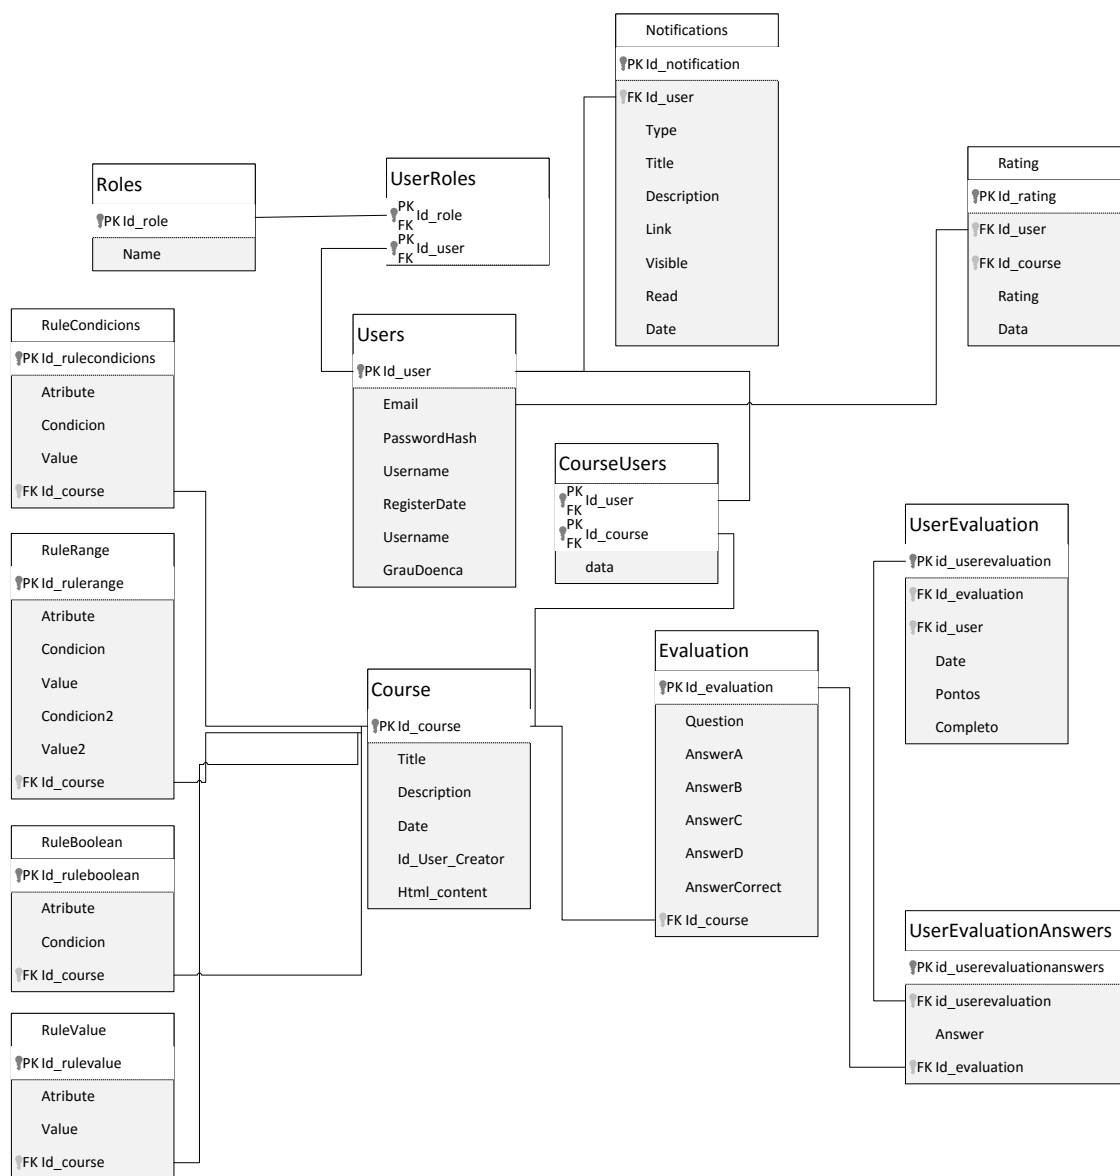 Notifications
PK Id_notification
FK Id_user
Type
Title
Description
Link
Visible
Read
Date
Roles
PK Id_role
Name
UserRoles
PK
FK Id_role
PK
FK Id_user
Rating
PK Id_rating
FK Id_user
FK Id_course
Rating
Data
RuleCondicions
PK Id_rulecondicions
Atribute
Condicion
Value
FK Id_course
Users
PK Id_user
Email
PasswordHash
Username
RegisterDate
Username
GrauDoenca
CourseUsers
PK
FK Id_user
PK
FK Id_course
data
UserEvaluation
PK id_userevaluation
FK Id_evaluation
FK id_user
Date
Pontos
Completo
RuleRange
PK Id_rulerange
Atribute
Condicion
Value
Condicion2
Value2
FK Id_course
Course
PK Id_course
Title
Description
Date
Id_User_Creator
Html_content
Evaluation
PK Id_evaluation
Question
AnswerA
AnswerB
AnswerC
AnswerD
AnswerCorrect
FK Id_course
RuleBoolean
PK Id_ruleboolean
Atribute
Condicion
FK Id_course
UserEvaluationAnswers
PK id_userevaluationanswers
FK id_userevaluation
Answer
FK Id_evaluation
RuleValue
PK Id_rulevalue
Atribute
Value
FK Id_course